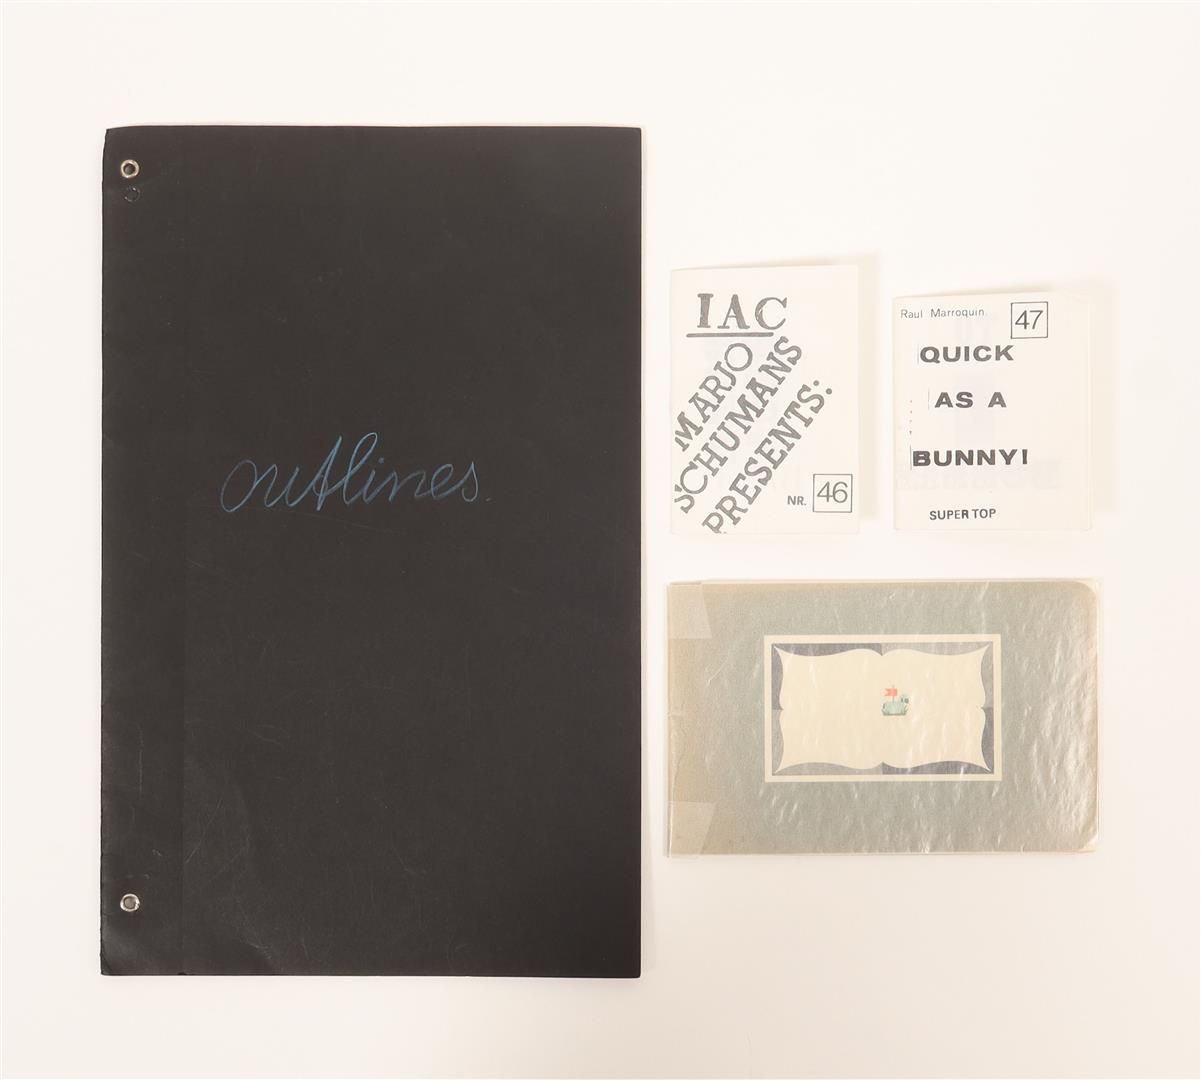 outlines.
IAC
MARJO
SCHUMANS
PRESENTS:
NR. 46
Raul Marroquin.
47
QUICK
AS A
BUNNY!
SUPER TOP